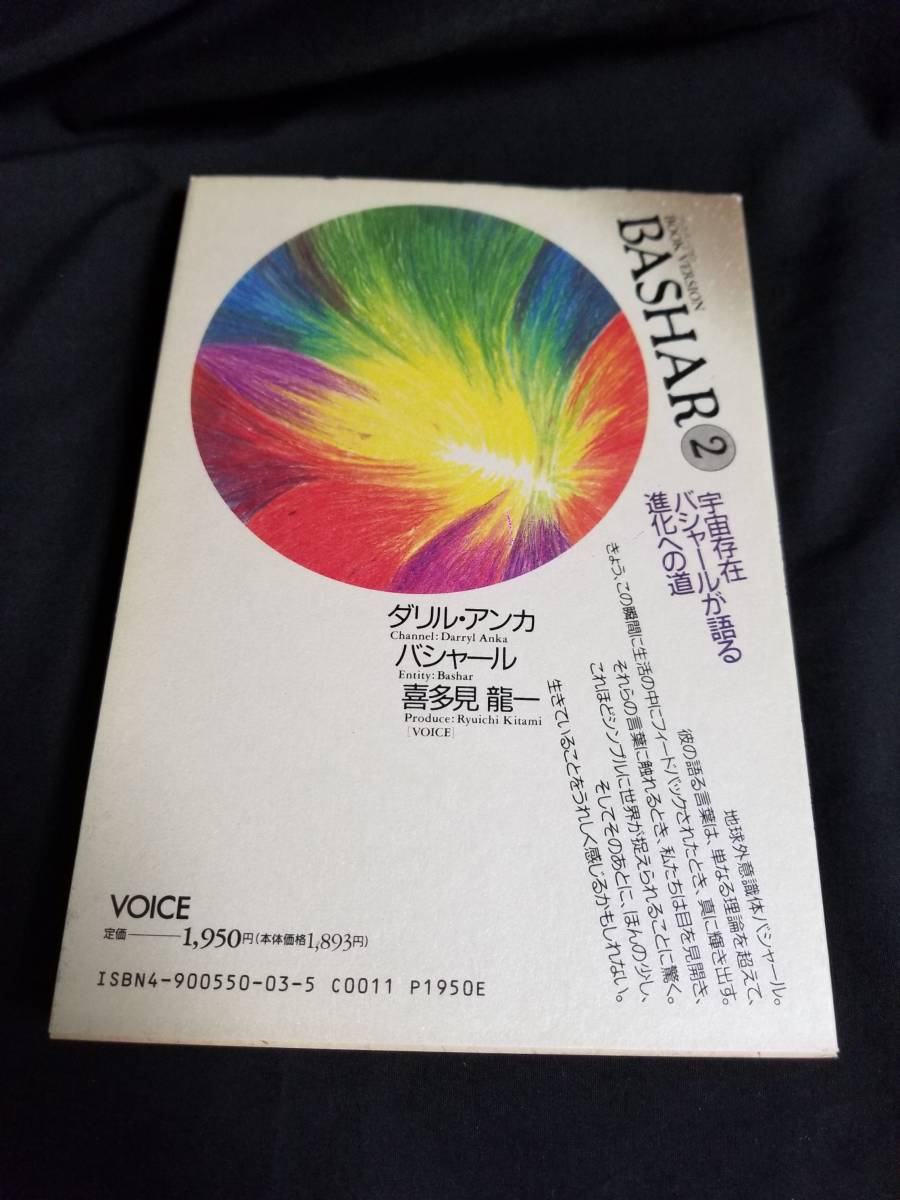 BOOK VERSION
BASHAR②
宇宙存在
バシャールが語る
進化への道
地球外意識体バシャール。
彼の語る言葉は、単なる理論を超えて、
きょう、この瞬間に生活の中にフィードバックされたとき、真に輝き出す。
それらの言葉に触れるとき、私たちは目を見開き、
これほどシンプルに世界が捉えられることに驚く。
そしてそのあとに、ほんの少し、
生きていることをうれしく感じるかもしれない。
ダリル・アンカ
Channel: Darryl Anka
バシャール
Entity: Bashar
喜多見 龍一
Produce: Ryuichi Kitami
[VOICE]
VOICE
定価――1,950円(本体価格1,893円)
ISBN4-900550-03-5 C0011 P1950E